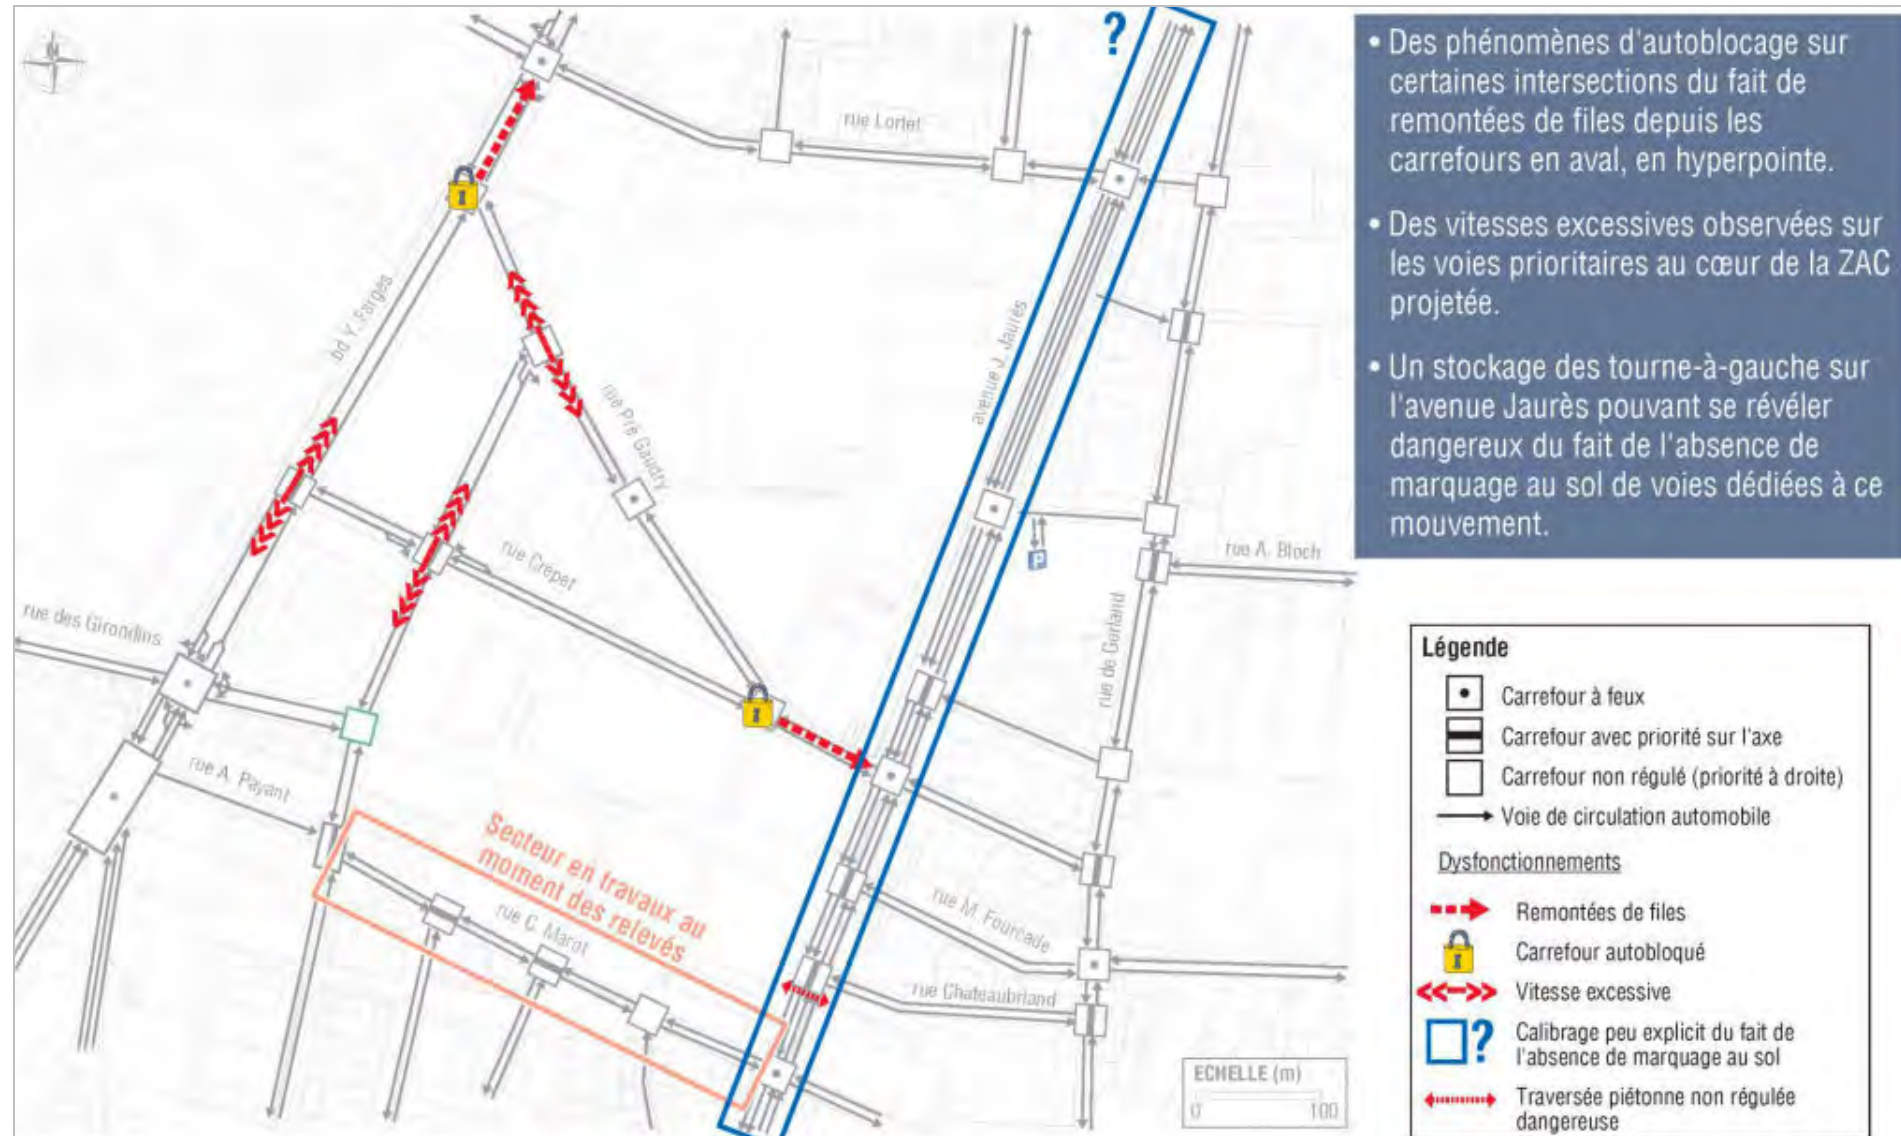 ?
• Des phénomènes d'autoblocage sur
certaines intersections du fait de
remontées de files depuis les
carrefours en aval, en hyperpointe.
• Des vitesses excessives observées sur
les voies prioritaires au cœur de la ZAC
projetée.
• Un stockage des tourne-à-gauche sur
l'avenue Jaurès pouvant se révéler
dangereux du fait de l'absence de
marquage au sol de voies dédiées à ce
mouvement.
rue Lortet
bd Y. Farges
avenue J. Jaurès
rue Pré Gaudry
rue Crepet
rue A. Bloch
P
rue des Girondins
rue de Gerland
rue A. Payant
Secteur en travaux au
moment des relevés
rue C. Marot
rue M. Fourcade
rue Chateaubriand
ECHELLE (m)
0 100
Légende
Carrefour à feux
Carrefour avec priorité sur l'axe
Carrefour non régulé (priorité à droite)
Voie de circulation automobile
Dysfonctionnements
Remontées de files
Carrefour autobloqué
Vitesse excessive
? Calibrage peu explicit du fait de
l'absence de marquage au sol
Traversée piétonne non régulée
dangereuse